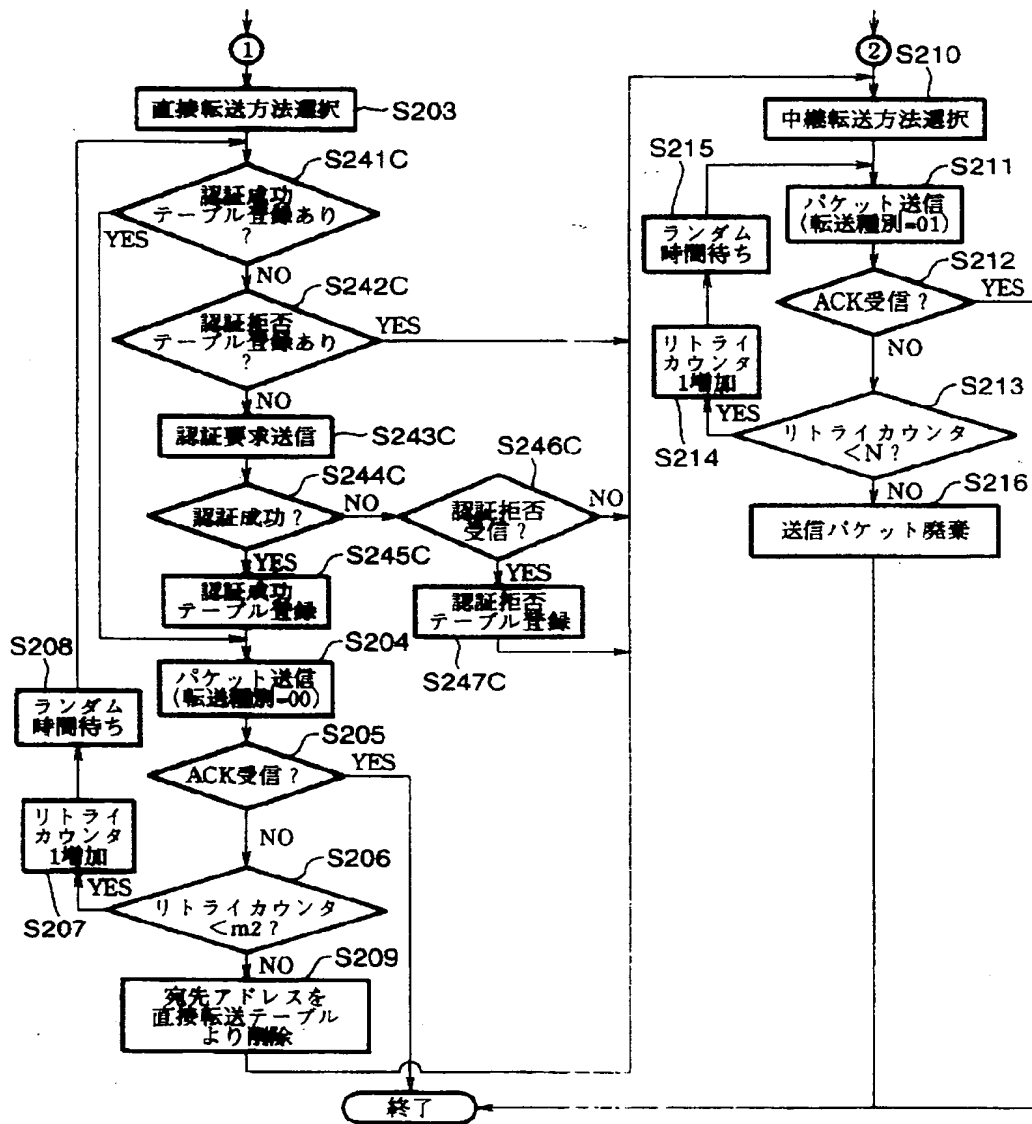 1
直接転送方法選択
S203
S241C
認証成功
テーブル登録あり
?
YES
NO
S242C
認証拒否
テーブル登録あり
?
YES
NO
認証要求送信
S243C
S244C
認証成功?
NO
S246C
認証拒否
受信?
NO
YES
S245C
認証成功
テーブル登録
YES
認証拒否
テーブル登録
S247C
S204
パケット送信
(転送種別=00)
S208
ランダム
時間待ち
S205
ACK受信?
YES
NO
リトライ
カウンタ
1増加
S207
YES
S206
リトライカウンタ
<m2?
NO
S209
宛先アドレスを
直接転送テーブル
より削除
終了
2
S210
中継転送方法選択
S215
ランダム
時間待ち
S211
パケット送信
(転送種別=01)
S212
ACK受信?
YES
NO
リトライ
カウンタ
1増加
S214
YES
S213
リトライカウンタ
<N?
NO
S216
送信パケット廃棄